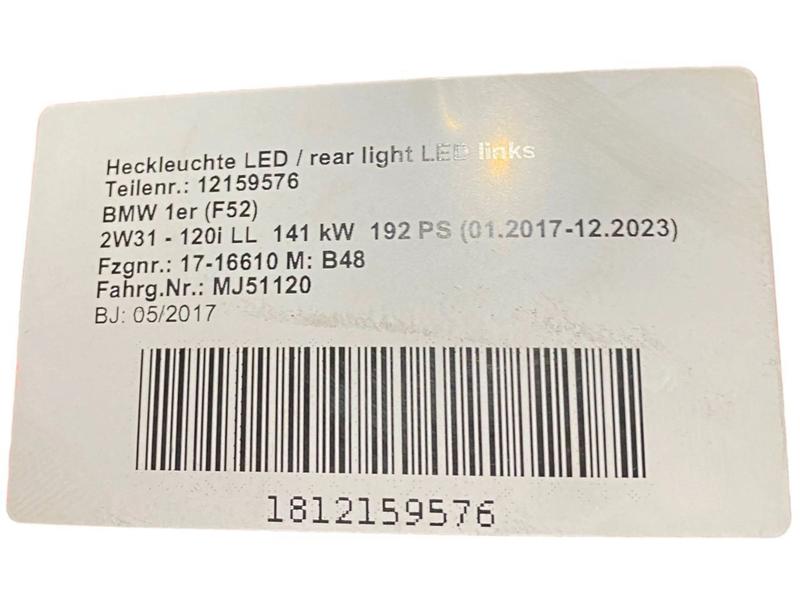 Heckleuchte LED / rear light LED links
Teilenr.: 12159576
BMW 1er (F52)
2W31 - 120i LL 141 kW 192 PS (01.2017-12.2023)
Fzgnr.: 17-16610 M: B48
Fahrg.Nr.: MJ51120
BJ: 05/2017
1812159576